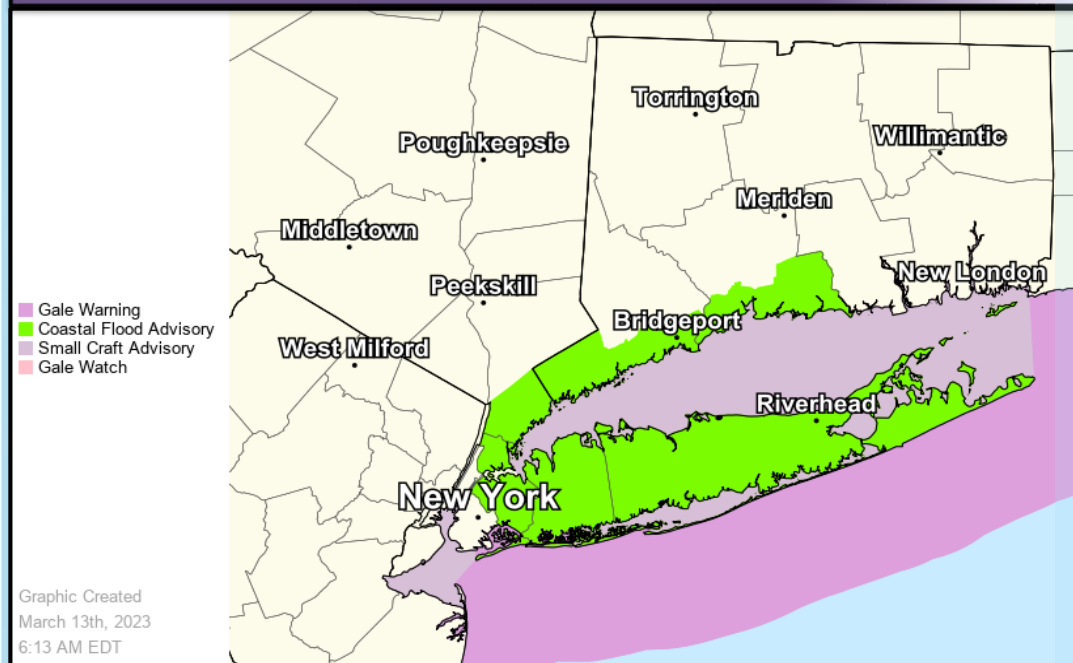 Torrington
Poughkeepsie
Willimantic
Meriden
Middletown
New London
Peekskill
Gale Warning
Coastal Flood Advisory
Small Craft Advisory
Gale Watch
Bridgeport
West Milford
Riverhead
New York
Graphic Created
March 13th, 2023
6:13 AM EDT